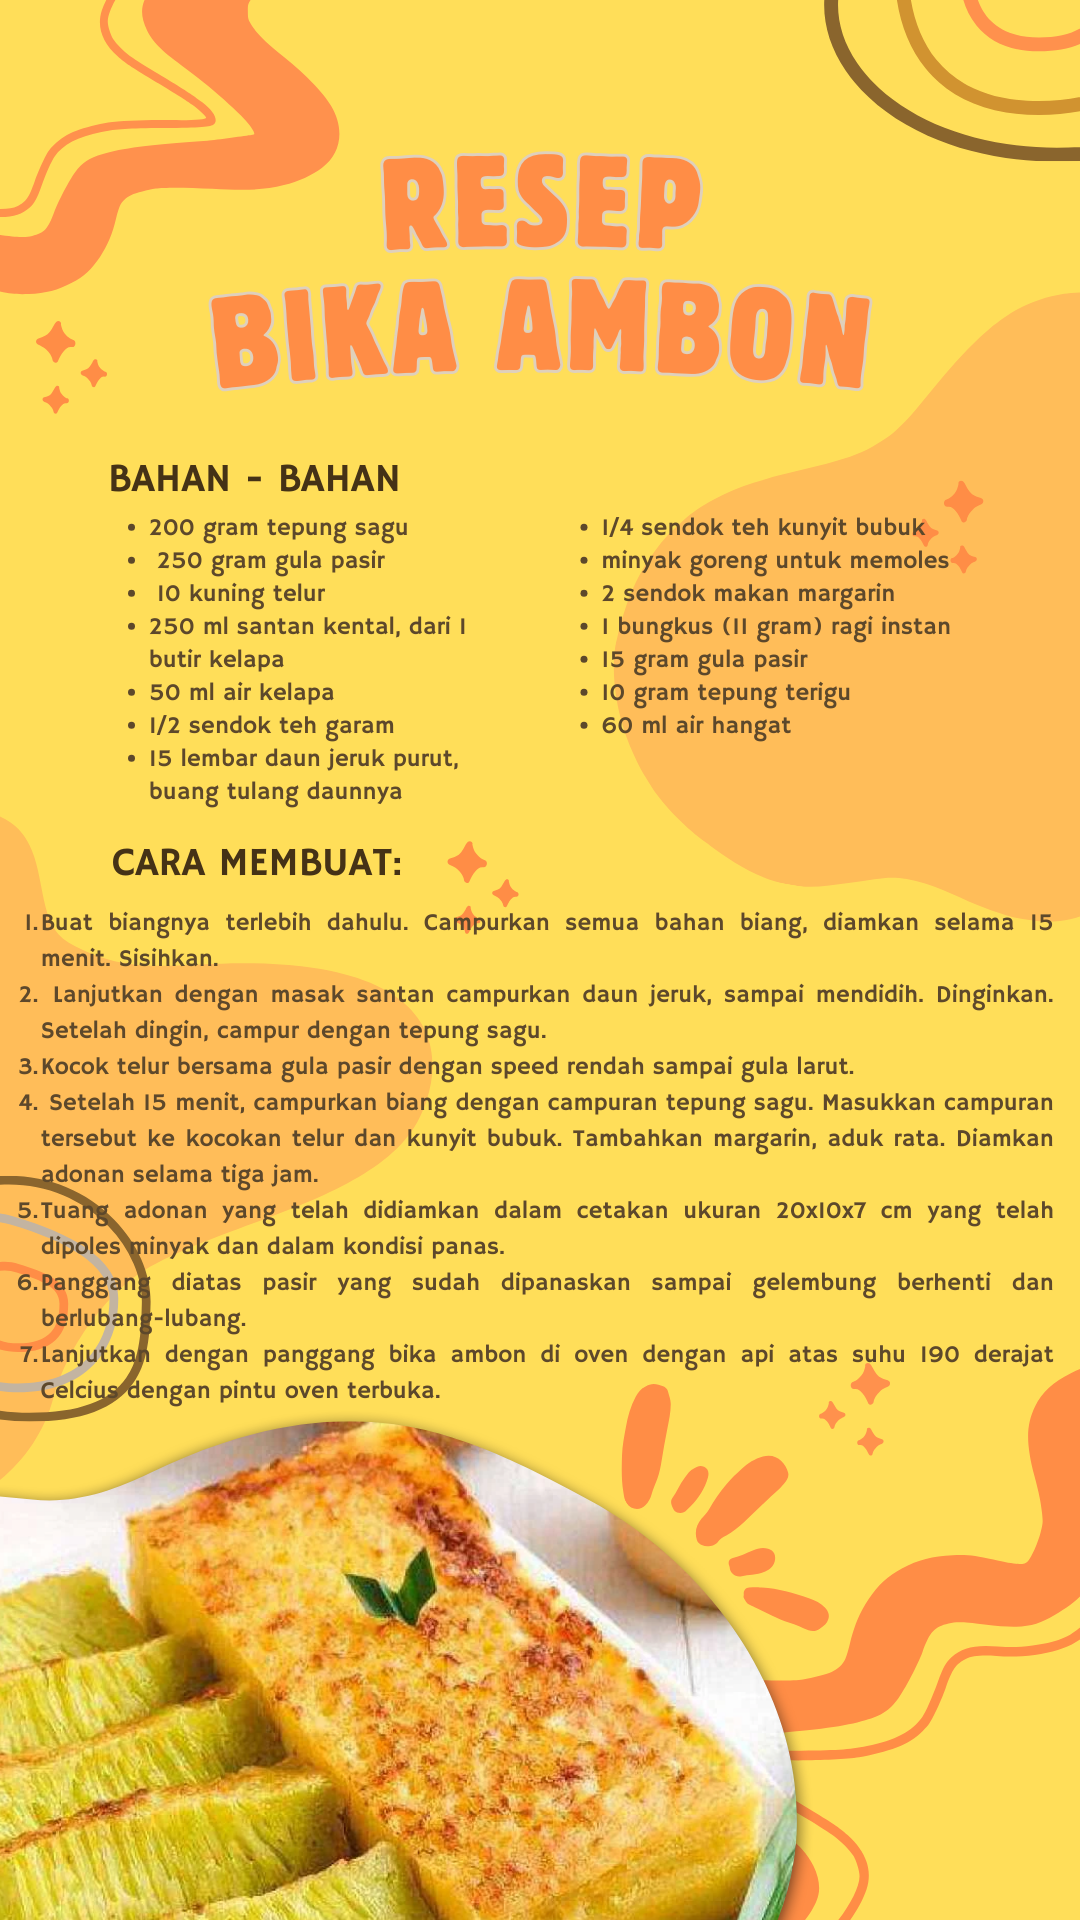 RESEP
BIKA AMBON
BAHAN - BAHAN
• 200 gram tepung sagu
• 250 gram gula pasir
• 10 kuning telur
• 250 ml santan kental, dari 1
butir kelapa
• 50 ml air kelapa
• 1/2 sendok teh garam
• 15 lembar daun jeruk purut,
buang tulang daunnya
• 1/4 sendok teh kunyit bubuk
• minyak goreng untuk memoles
• 2 sendok makan margarin
• 1 bungkus (11 gram) ragi instan
• 15 gram gula pasir
• 10 gram tepung terigu
• 60 ml air hangat
CARA MEMBUAT:
1. Buat biangnya terlebih dahulu. Campurkan semua bahan biang, diamkan selama 15
menit. Sisihkan.
2. Lanjutkan dengan masak santan campurkan daun jeruk, sampai mendidih. Dinginkan.
Setelah dingin, campur dengan tepung sagu.
3. Kocok telur bersama gula pasir dengan speed rendah sampai gula larut.
4. Setelah 15 menit, campurkan biang dengan campuran tepung sagu. Masukkan campuran
tersebut ke kocokan telur dan kunyit bubuk. Tambahkan margarin, aduk rata. Diamkan
adonan selama tiga jam.
5. Tuang adonan yang telah didiamkan dalam cetakan ukuran 20x10x7 cm yang telah
dipoles minyak dan dalam kondisi panas.
6. Panggang diatas pasir yang sudah dipanaskan sampai gelembung berhenti dan
berlubang-lubang.
7. Lanjutkan dengan panggang bika ambon di oven dengan api atas suhu 190 derajat
Celcius dengan pintu oven terbuka.